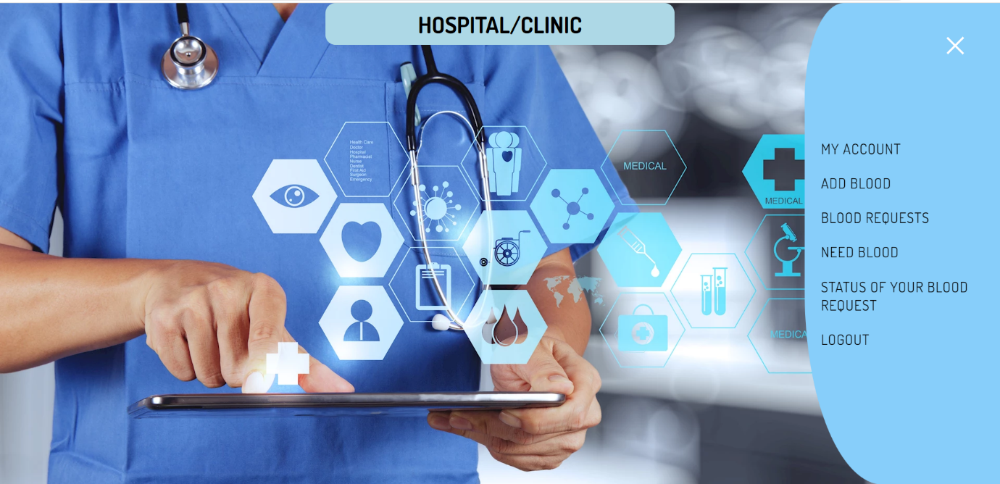 HOSPITAL/CLINIC
Health Care
Doctor
Hospital
Pharmacist
Nurse
Dentist
First Aid
Surgeon
Emergency
MEDICAL
MEDICAL
MEDICA
MY ACCOUNT
ADD BLOOD
BLOOD REQUESTS
NEED BLOOD
STATUS OF YOUR BLOOD
REQUEST
LOGOUT